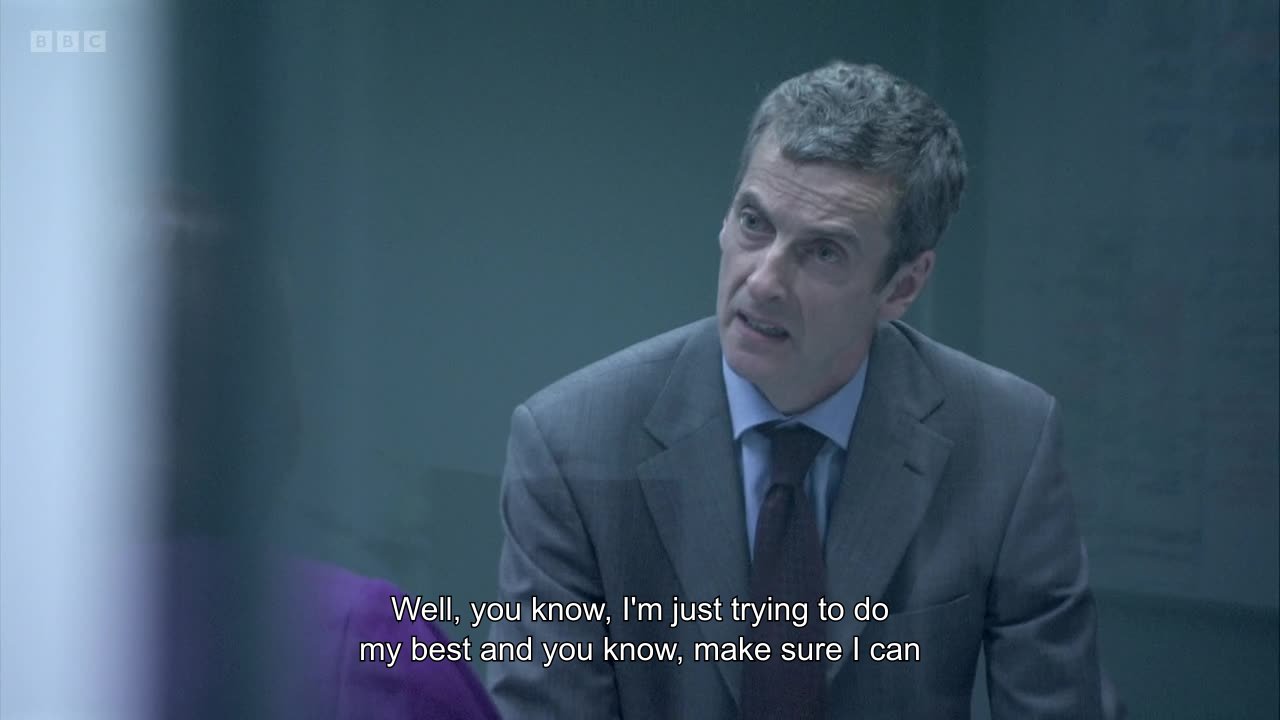 BBC
Well, you know, I'm just trying to do
my best and you know, make sure I can